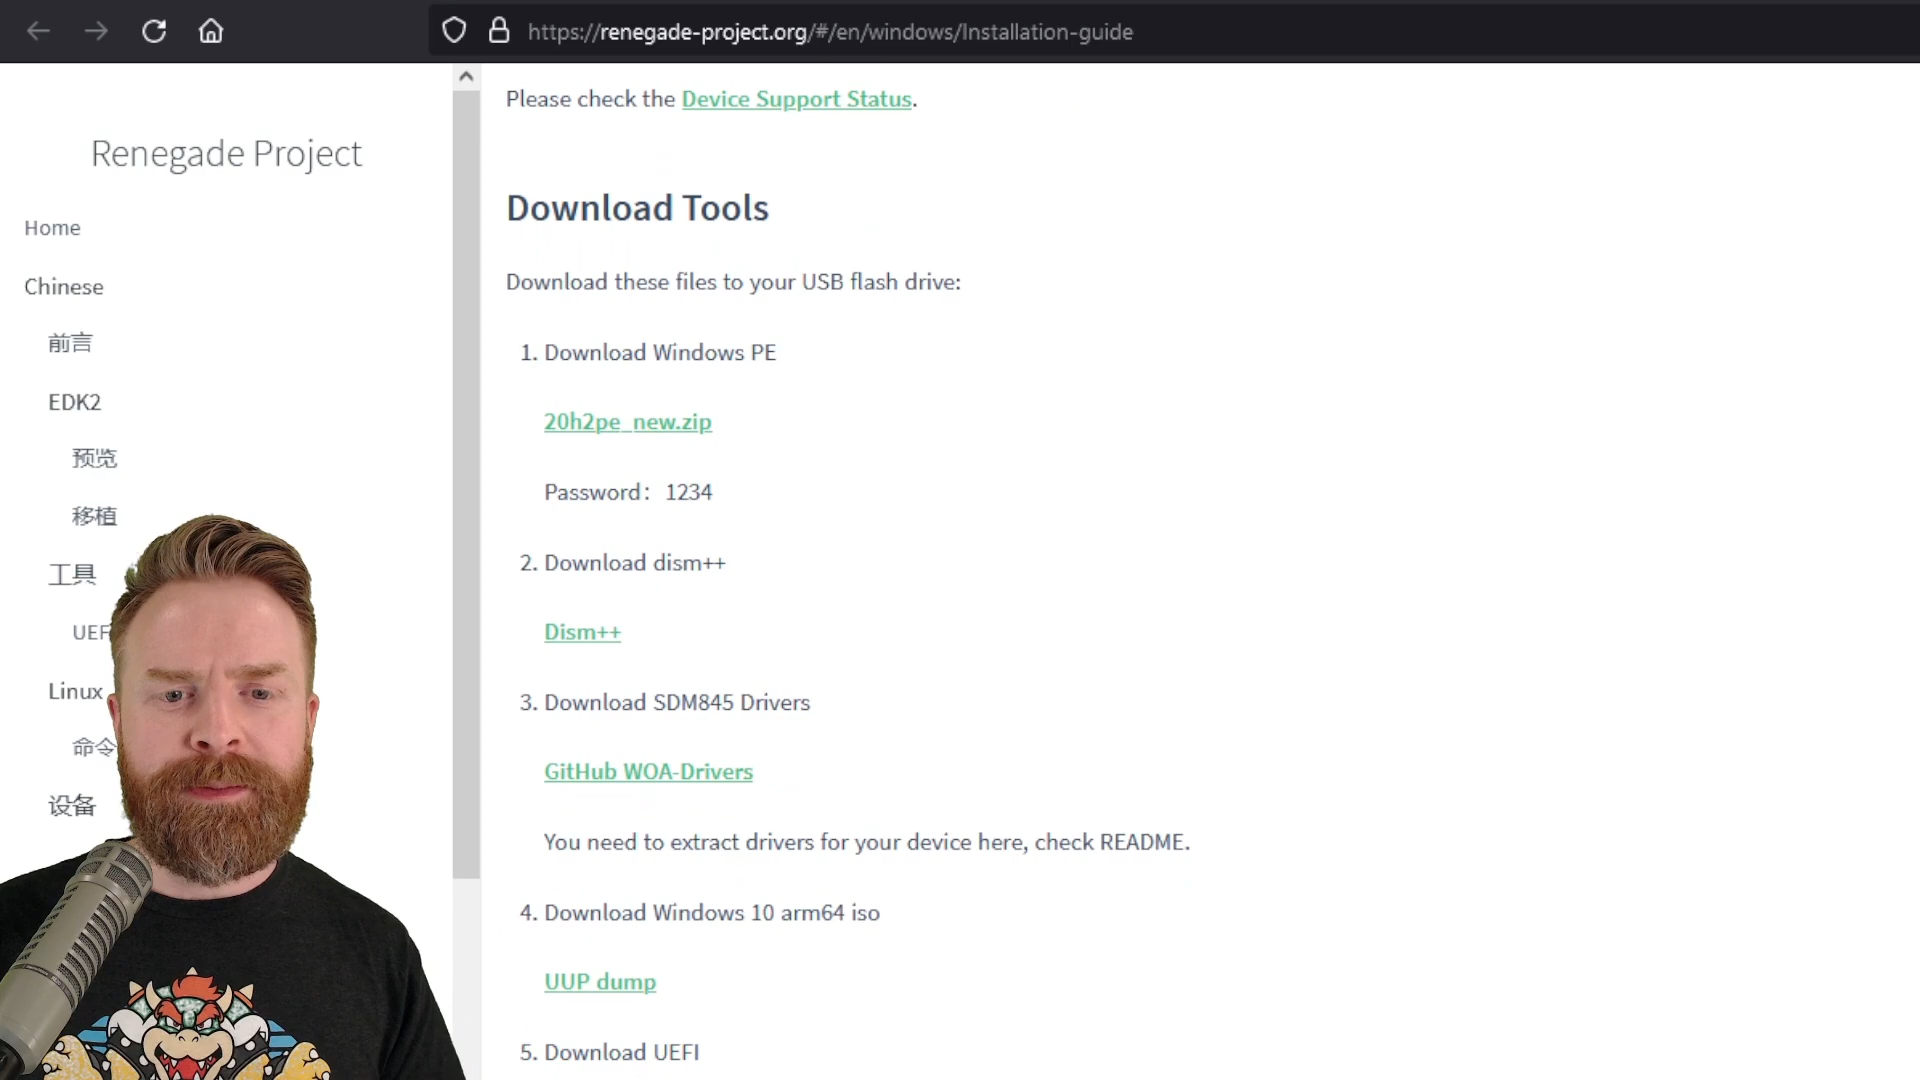 https://renegade-project.org/#/en/windows/Installation-guide
Renegade Project
Home
Chinese
前言
EDK2
预览
移植
工具
UEF
Linux
命令
设备
Please check the Device Support Status.
Download Tools
Download these files to your USB flash drive:
1. Download Windows PE
20h2pe_new.zip
Password： 1234
2. Download dism++
Dism++
3. Download SDM845 Drivers
GitHub WOA-Drivers
You need to extract drivers for your device here, check README.
4. Download Windows 10 arm64 iso
UUP dump
5. Download UEFI